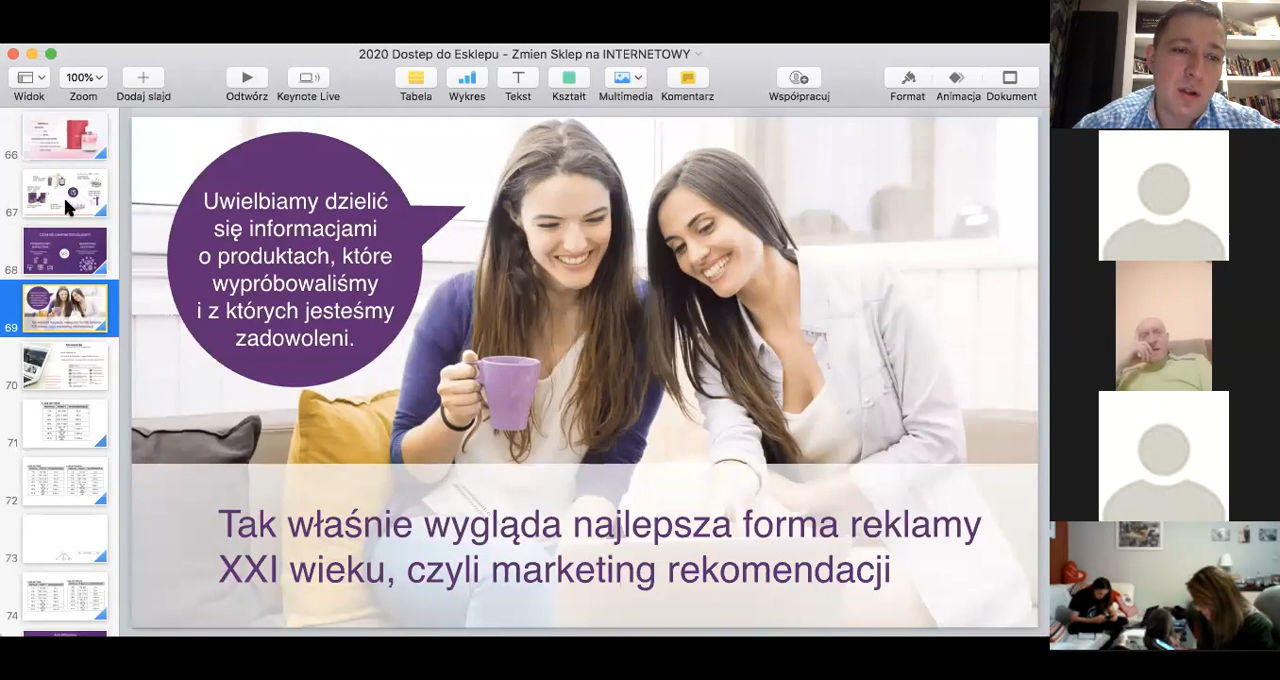 2020 Dostep do Esklepu - Zmien Sklep na INTERNETOWY
100%
Widok
Zoom
Dodaj slajd
Odtwórz
Keynote Live
Tabela
Wykres
Tekst
Kształt
Multimedia
Komentarz
Współpracuj
Format
Animacja
Dokument
66
67
68
69
70
71
72
73
74
Uwielbiamy dzielić
się informacjami
o produktach, które
wypróbowaliśmy
i z których jesteśmy
zadowoleni.
Tak właśnie wygląda najlepsza forma reklamy
XXI wieku, czyli marketing rekomendacji